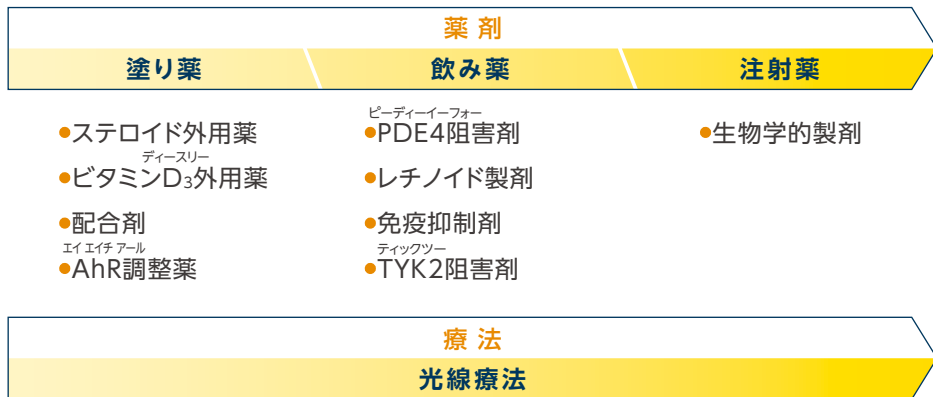 薬 剤
塗り薬 飲み薬 注射薬
●ステロイド外用薬
ディースリー
●ビタミンD₃外用薬
●配合剤
エイ エイチ アール
●AhR調整薬
ピーディーイーフォー
●PDE4阻害剤
●レチノイド製剤
●免疫抑制剤
ティックツー
●TYK2阻害剤
●生物学的製剤
療 法
光線療法